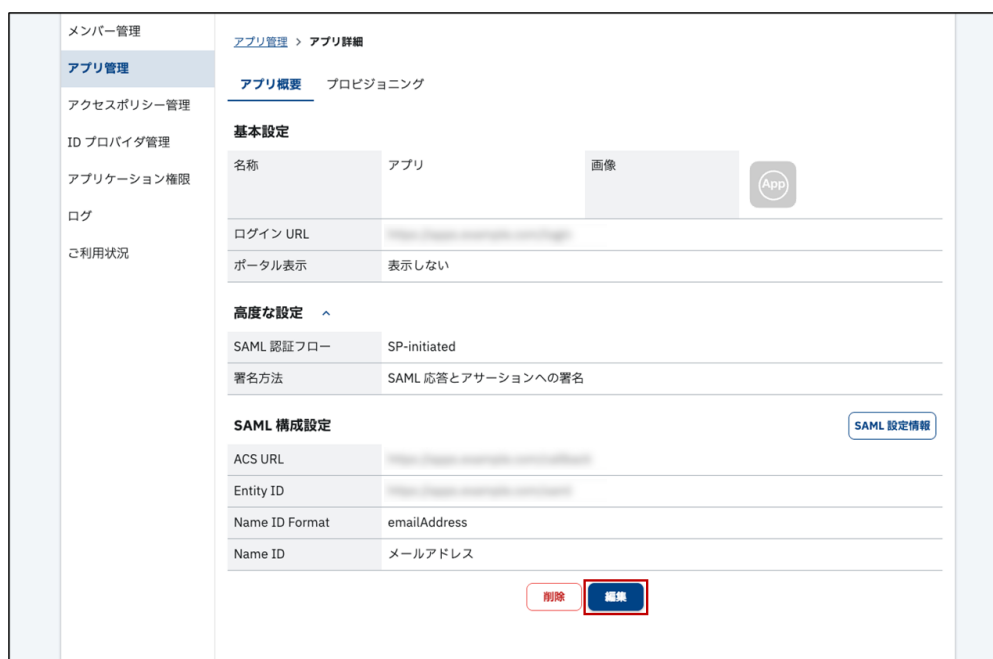 メンバー管理
アプリ管理
アクセスポリシー管理
ID プロバイダ管理
アプリケーション権限
ログ
ご利用状況
アプリ管理 > アプリ詳細
アプリ概要 プロビジョニング
基本設定
名称 アプリ 画像 App
ログイン URL
ポータル表示 表示しない
高度な設定
SAML 認証フロー SP-initiated
署名方法 SAML 応答とアサーションへの署名
SAML 構成設定 SAML 設定情報
ACS URL
Entity ID
Name ID Format emailAddress
Name ID メールアドレス
削除 編集